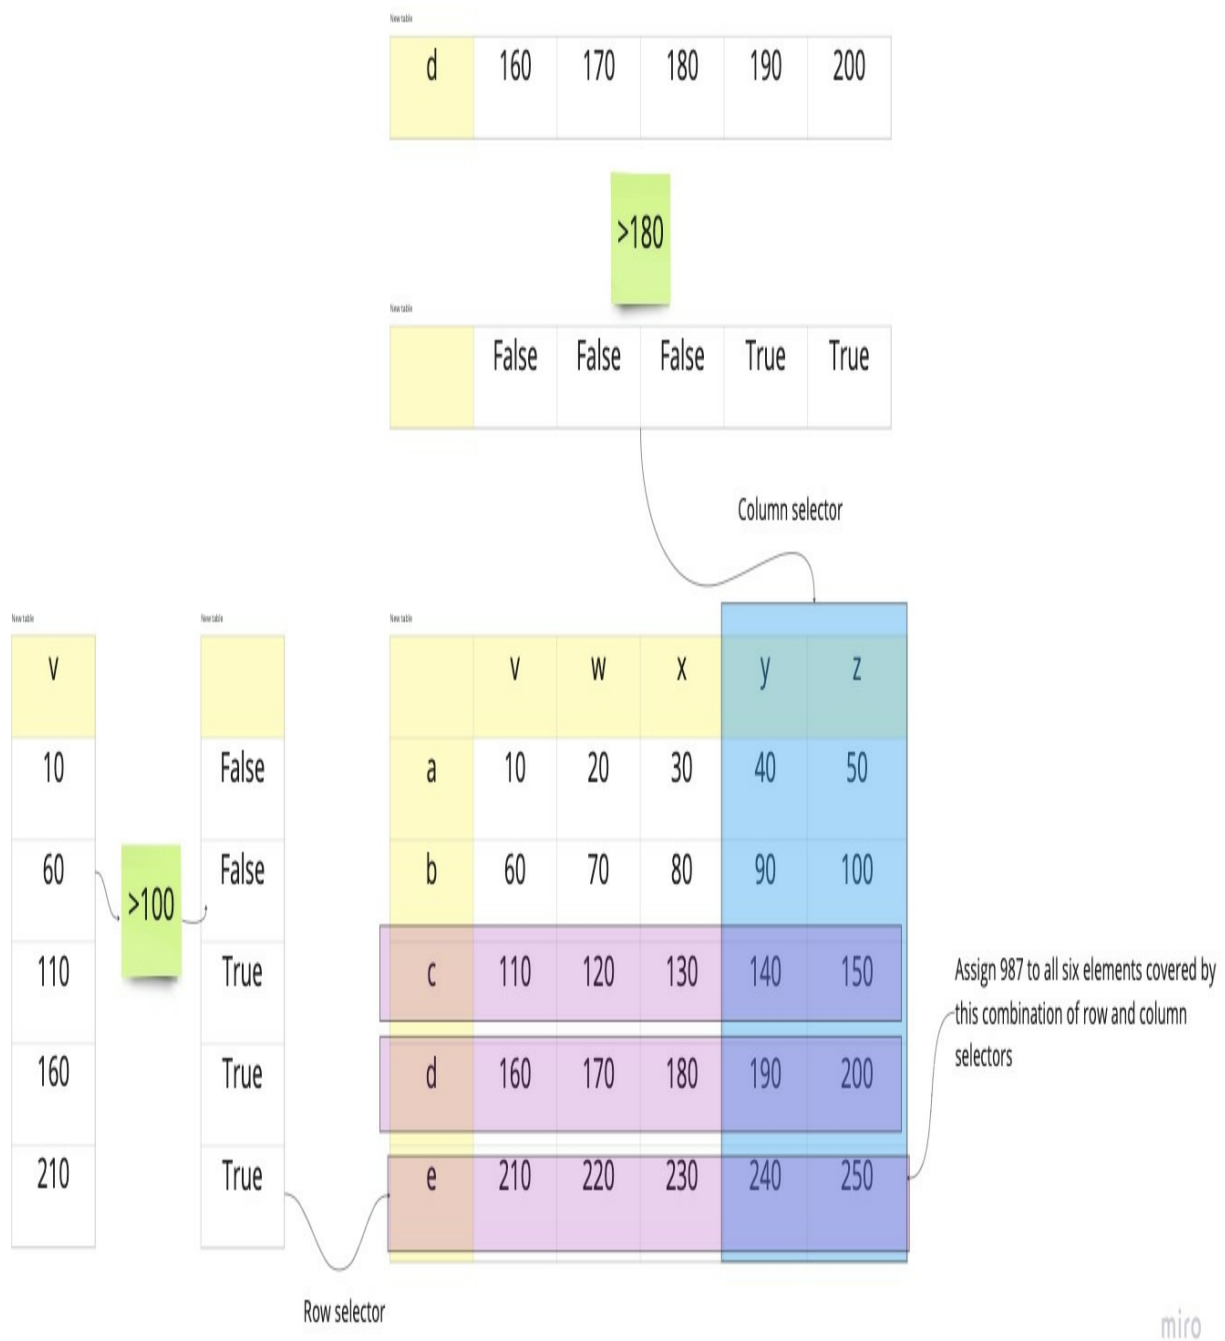 New table
d 160 170 180 190 200
>180
New table
False False False True True
Column selector
New table
v
10
60
110
160
210
>100
New table
False
False
True
True
True
Row selector
New table
v w x y z
a 10 20 30 40 50
b 60 70 80 90 100
c 110 120 130 140 150
d 160 170 180 190 200
e 210 220 230 240 250
Assign 987 to all six elements covered by
this combination of row and column
selectors
miro